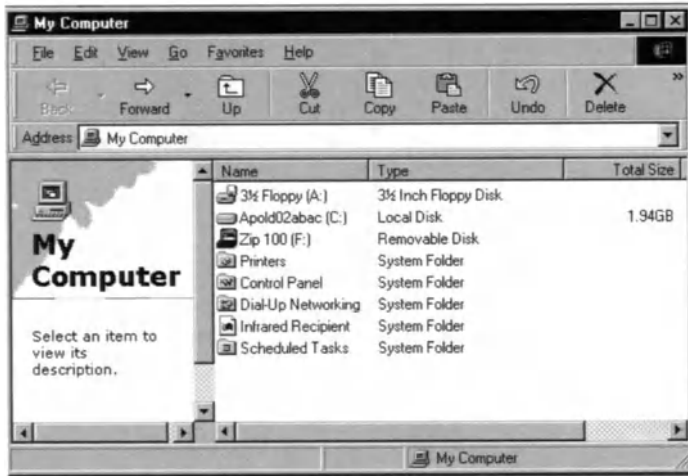 My Computer
File Edit View Go Favorites Help
Back Forward Up Cut Copy Paste Undo Delete »
Address My Computer
Name Type Total Size
3½ Floppy (A:) 3½ Inch Floppy Disk
Apold02abac (C:) Local Disk 1.94GB
Zip 100 (F:) Removable Disk
Printers System Folder
Control Panel System Folder
Dial-Up Networking System Folder
Infrared Recipient System Folder
Scheduled Tasks System Folder
My
Computer
Select an item to
view its
description.
My Computer